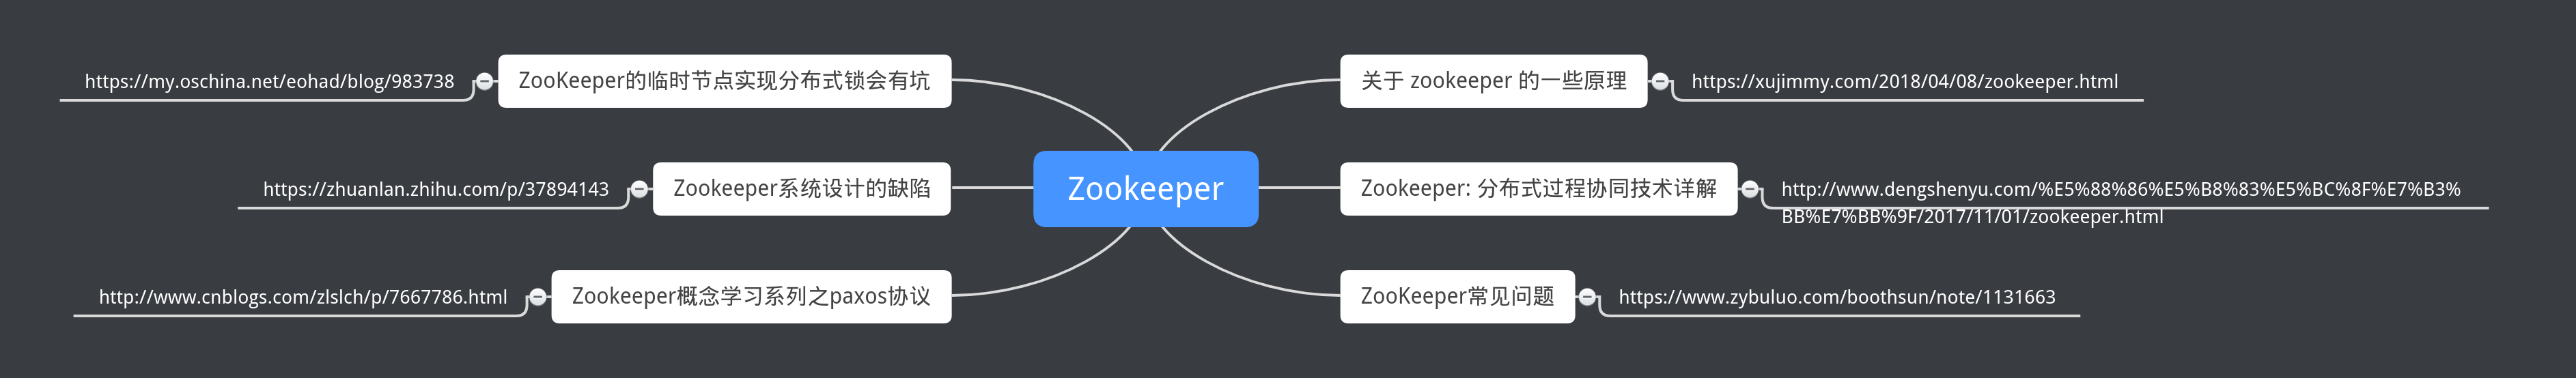 Zookeeper
关于 zookeeper 的一些原理
https://xujimmy.com/2018/04/08/zookeeper.html
Zookeeper: 分布式过程协同技术详解
http://www.dengshenyu.com/%E5%88%86%E5%B8%83%E5%BC%8F%E7%B3%
BB%E7%BB%9F/2017/11/01/zookeeper.html
ZooKeeper常见问题
https://www.zybuluo.com/boothsun/note/1131663
ZooKeeper的临时节点实现分布式锁会有坑
https://my.oschina.net/eohad/blog/983738
Zookeeper系统设计的缺陷
https://zhuanlan.zhihu.com/p/37894143
Zookeeper概念学习系列之paxos协议
http://www.cnblogs.com/zlslch/p/7667786.html